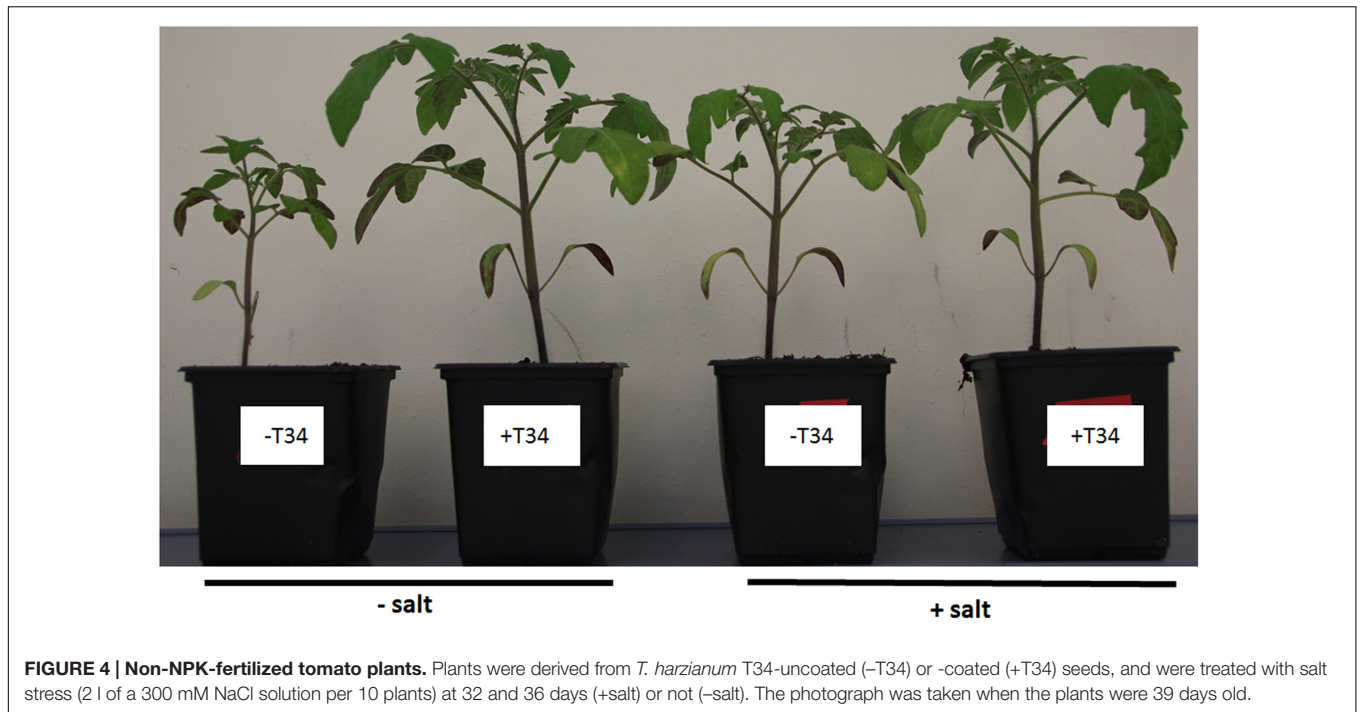 -T34 +T34 -T34 +T34
- salt + salt
FIGURE 4 | Non-NPK-fertilized tomato plants. Plants were derived from T. harzianum T34-uncoated (–T34) or -coated (+T34) seeds, and were treated with salt
stress (2 l of a 300 mM NaCl solution per 10 plants) at 32 and 36 days (+salt) or not (–salt). The photograph was taken when the plants were 39 days old.